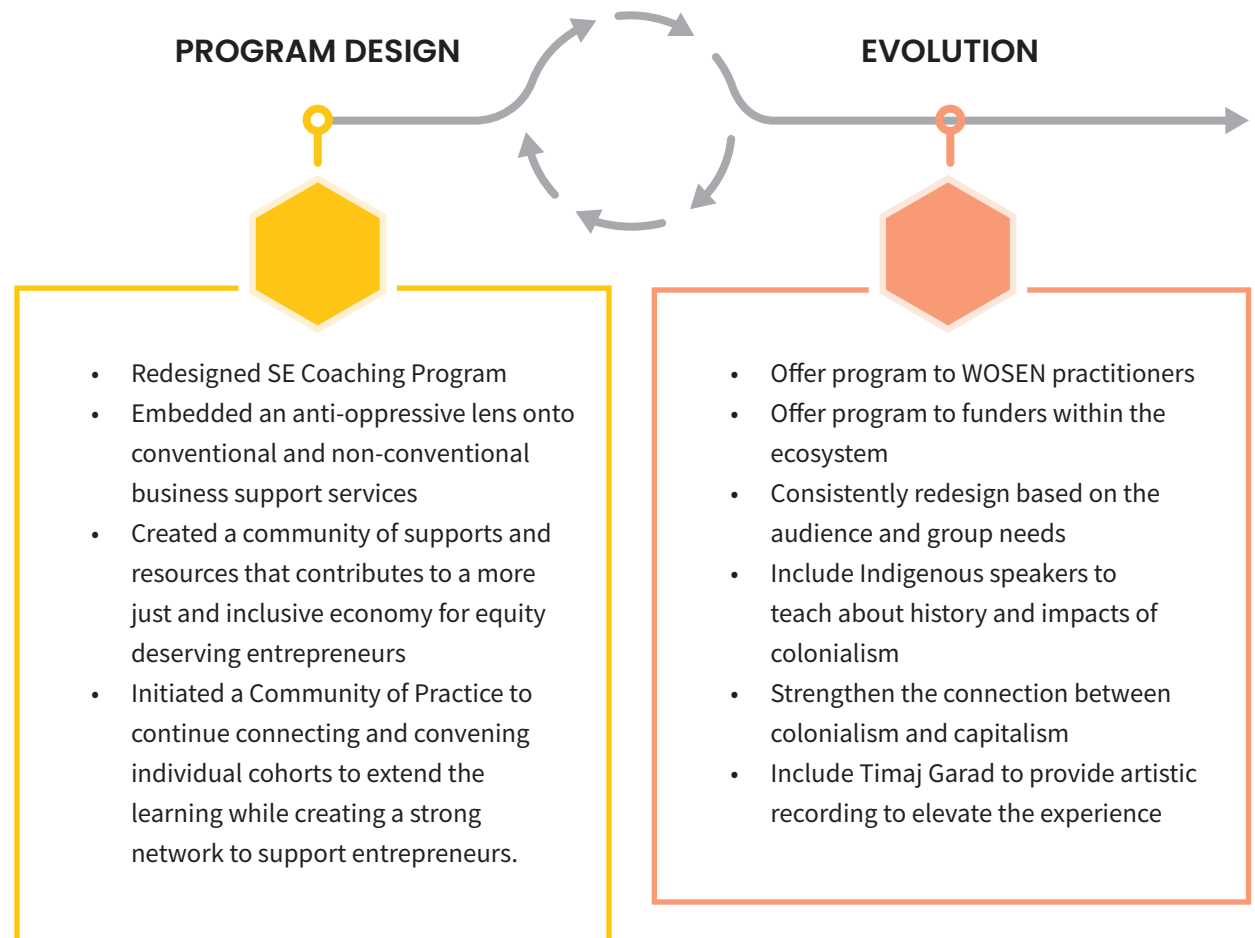 PROGRAM DESIGN
• Redesigned SE Coaching Program
• Embedded an anti-oppressive lens onto
conventional and non-conventional
business support services
• Created a community of supports and
resources that contributes to a more
just and inclusive economy for equity
deserving entrepreneurs
• Initiated a Community of Practice to
continue connecting and convening
individual cohorts to extend the
learning while creating a strong
network to support entrepreneurs.
EVOLUTION
• Offer program to WOSEN practitioners
• Offer program to funders within the
ecosystem
• Consistently redesign based on the
audience and group needs
• Include Indigenous speakers to
teach about history and impacts of
colonialism
• Strengthen the connection between
colonialism and capitalism
• Include Timaj Garad to provide artistic
recording to elevate the experience